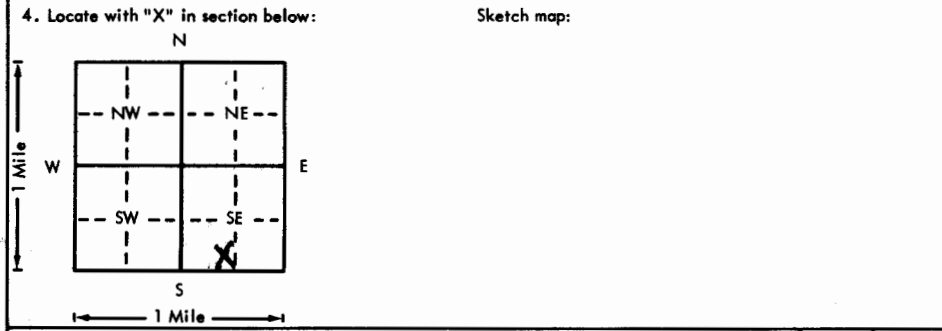 4. Locate with "X" in section below: Sketch map:
N
NW NE
1 Mile W E
SW SE
X
S
1 Mile